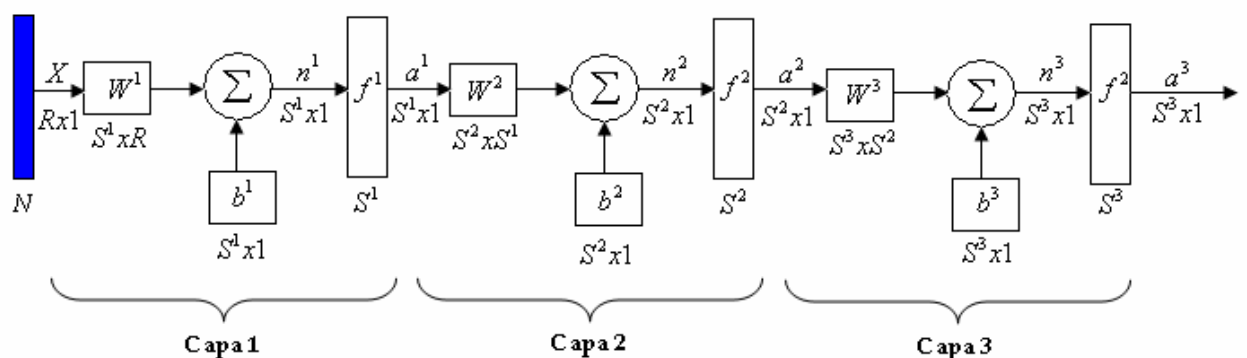 X
Rx1
N
W¹
S¹xR
Σ
b¹
S¹x1
n¹
S¹x1
f¹
S¹
a¹
S¹x1
W²
S²xS¹
Σ
b²
S²x1
n²
S²x1
f²
S²
a²
S²x1
W³
S³xS²
Σ
b³
S³x1
n³
S³x1
f²
S³
a³
S³x1
Capa 1
Capa 2
Capa 3